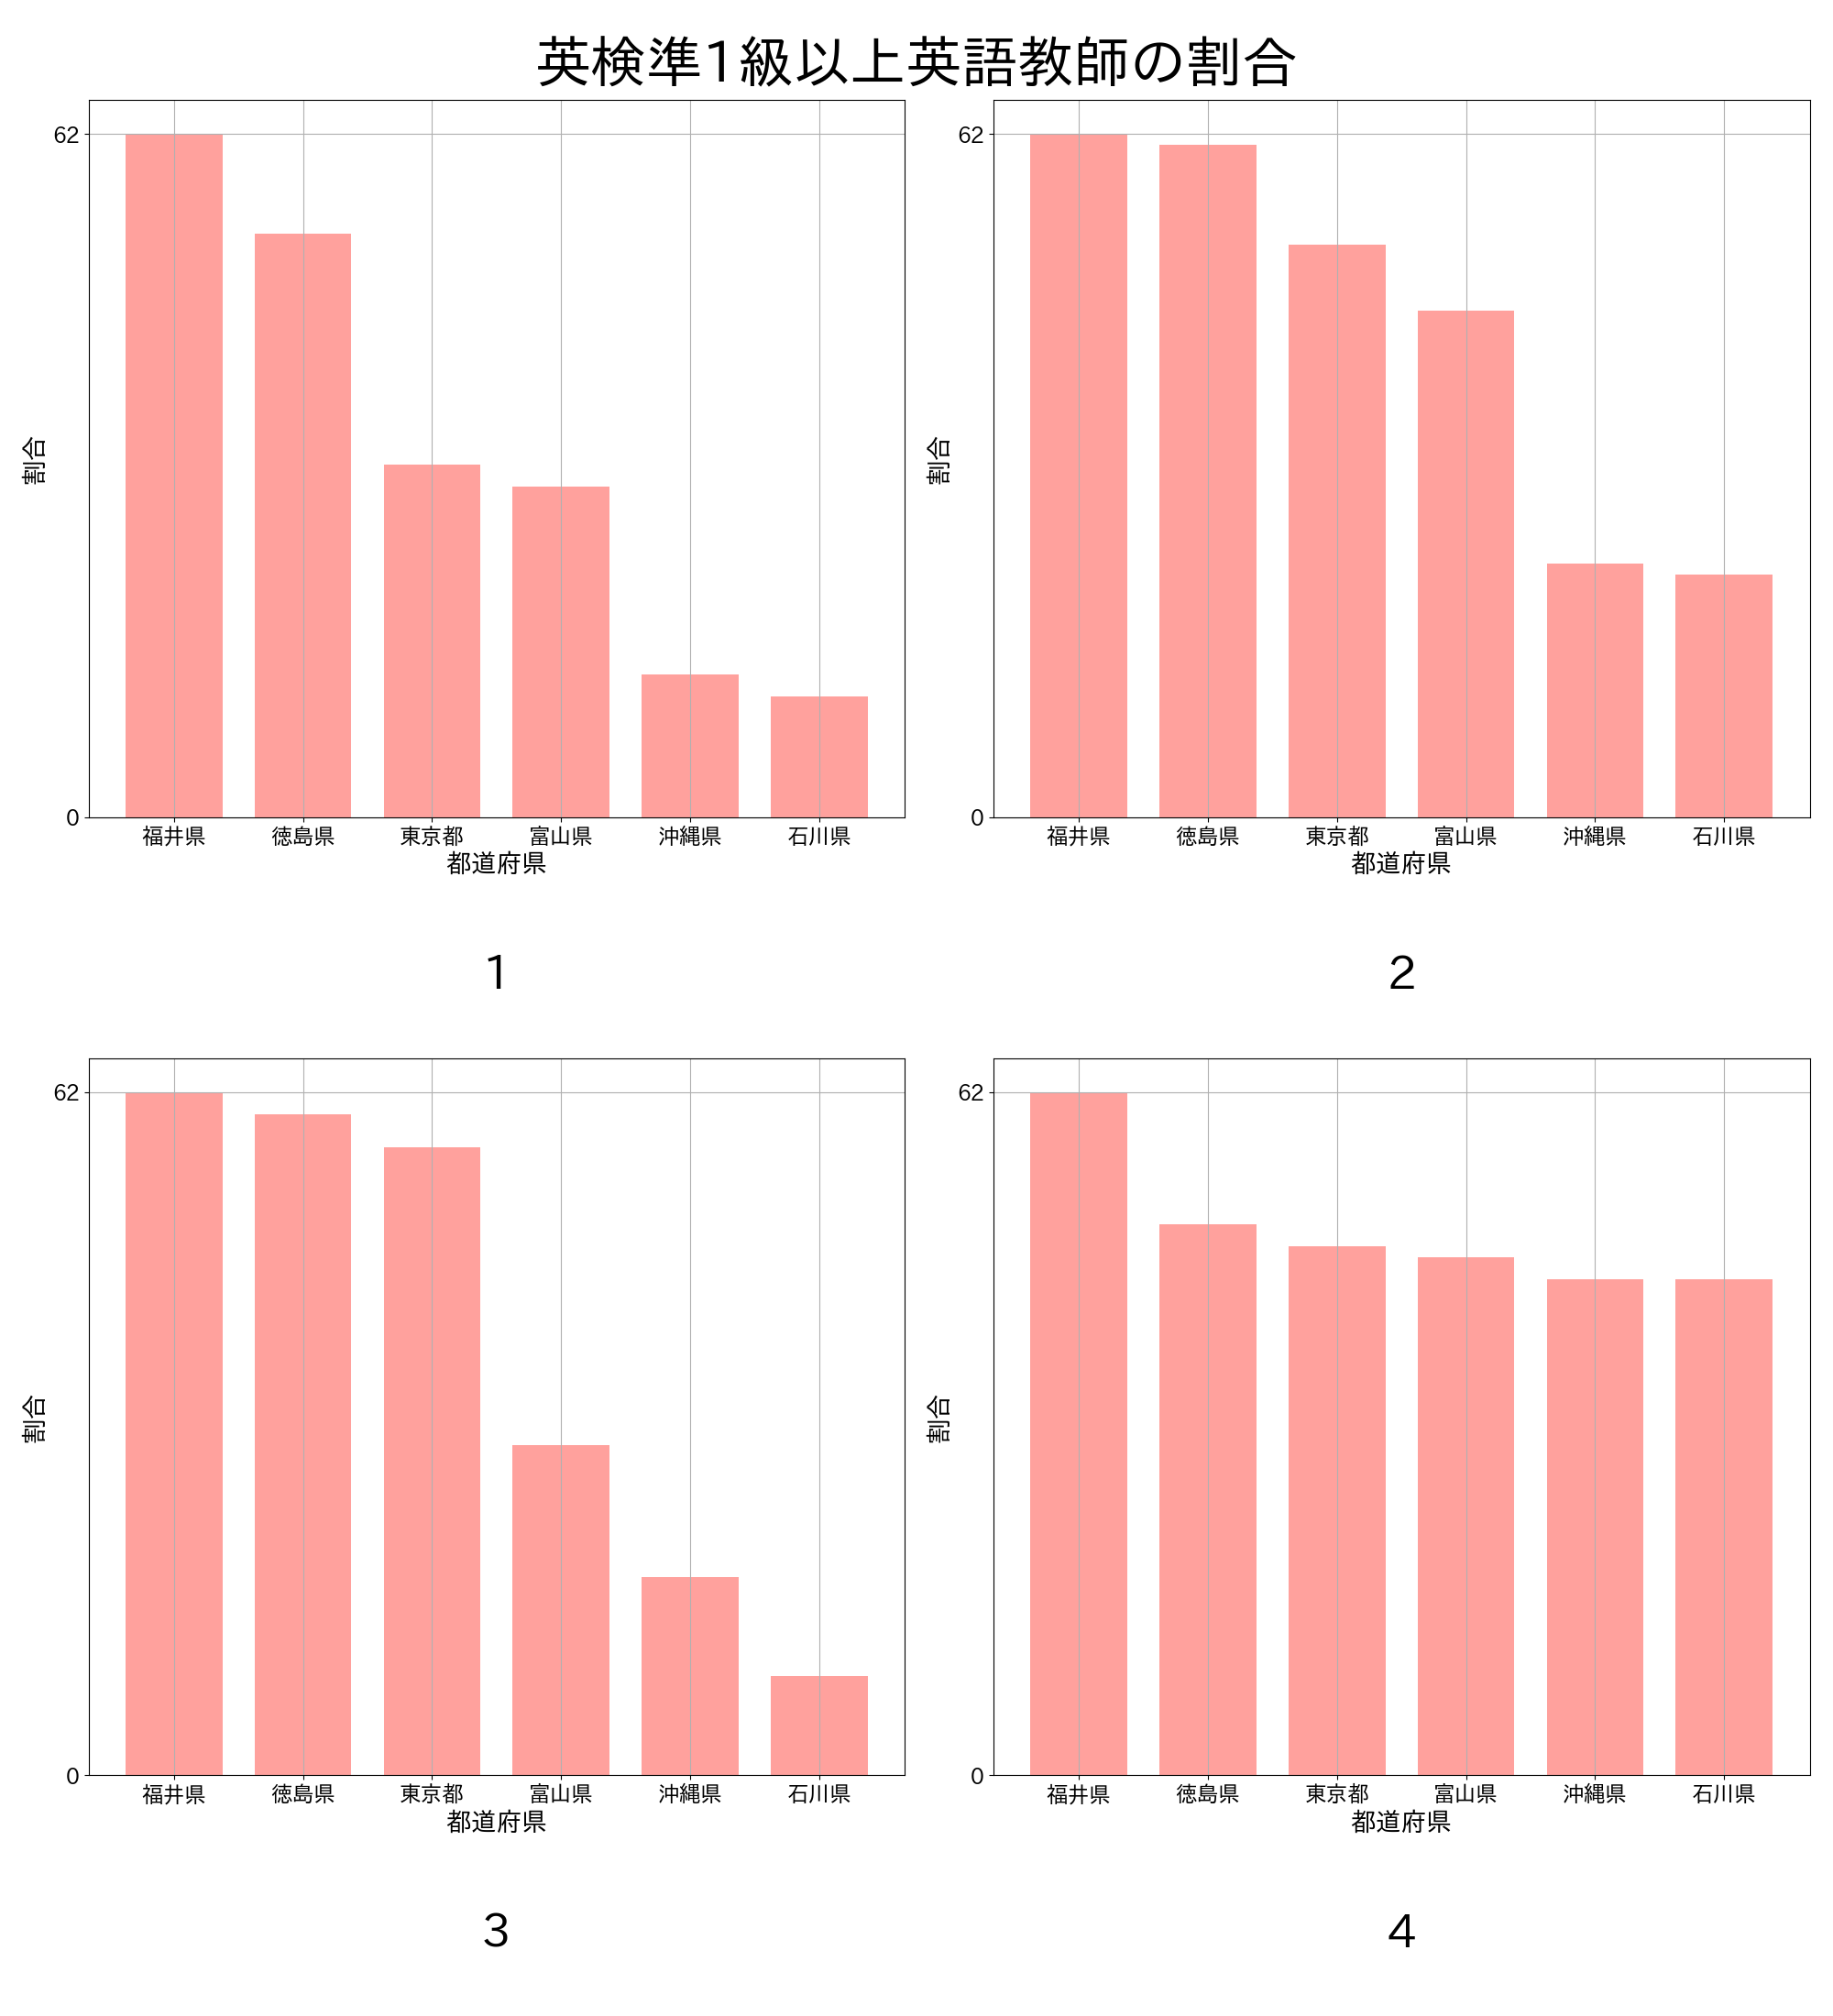 英検準1級以上英語教師の割合
62
0
割合
福井県 徳島県 東京都 富山県 沖縄県 石川県
都道府県
1
62
0
割合
福井県 徳島県 東京都 富山県 沖縄県 石川県
都道府県
2
62
0
割合
福井県 徳島県 東京都 富山県 沖縄県 石川県
都道府県
3
62
0
割合
福井県 徳島県 東京都 富山県 沖縄県 石川県
都道府県
4